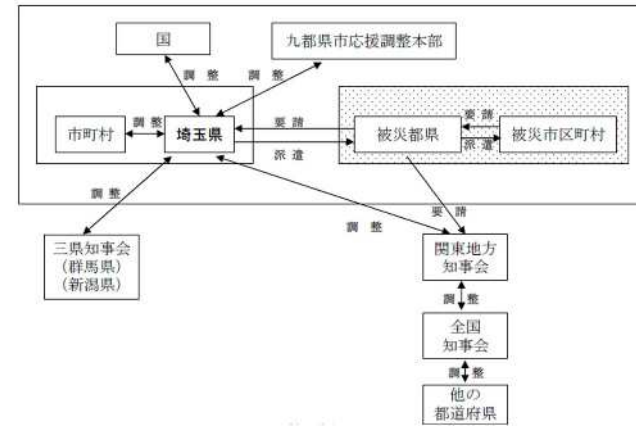 国
九都県市応援調整本部
調 整
調 整
市町村
調 整
埼玉県
要 請
派 遣
被災都県
要 請
派 遣
被災市区町村
調 整
調 整
要 請
三県知事会
(群馬県)
(新潟県)
関東地方
知事会
調 整
全国
知事会
調 整
他の
都道府県